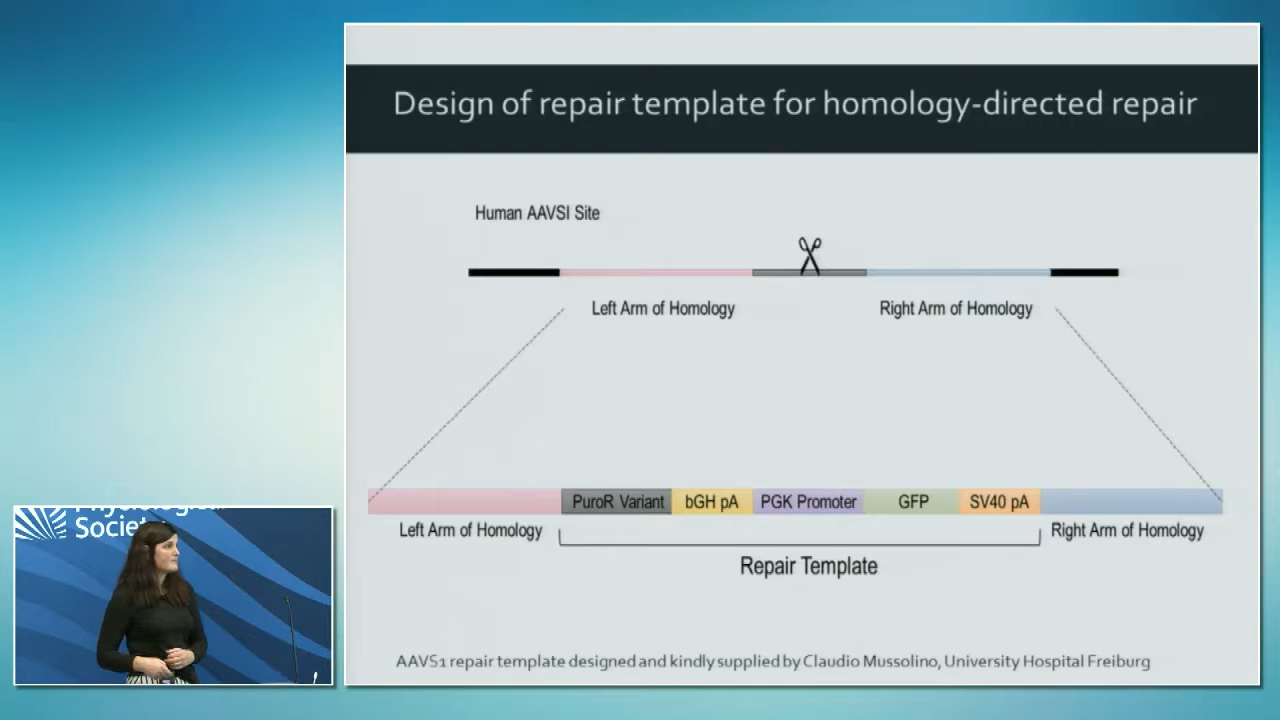 Design of repair template for homology-directed repair
Human AAVSI Site
Left Arm of Homology
Right Arm of Homology
PuroR Variant
bGH pA
PGK Promoter
GFP
SV40 pA
Left Arm of Homology
Right Arm of Homology
Repair Template
AAVS1 repair template designed and kindly supplied by Claudio Mussolino, University Hospital Freiburg
Society